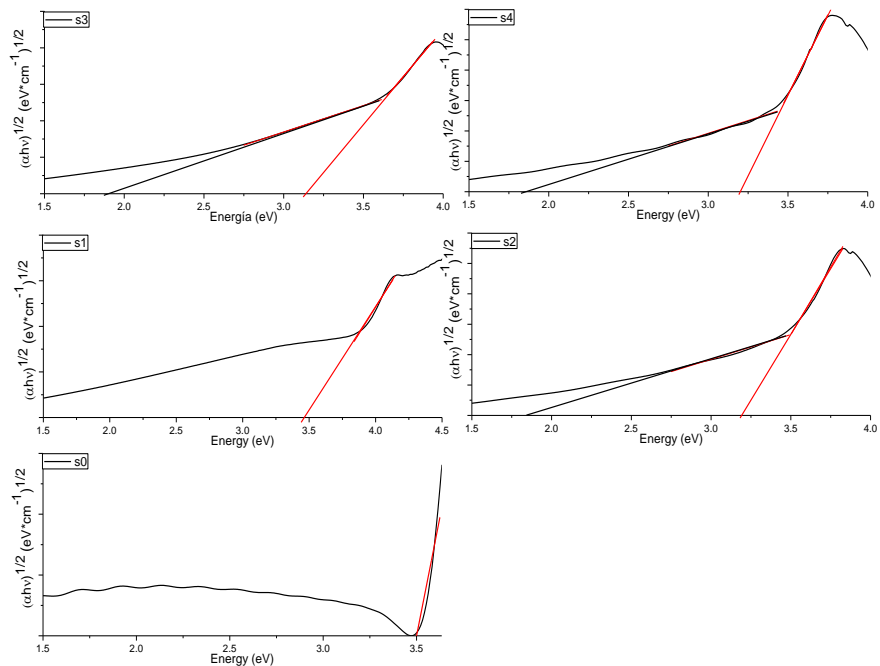 s3
(αhν)^1/2 (eV*cm^-1)^1/2
1.5 2.0 2.5 3.0 3.5 4.0
Energía (eV)
s4
(αhν)^1/2 (eV*cm^-1)^1/2
1.5 2.0 2.5 3.0 3.5 4.0
Energy (eV)
s1
(αhν)^1/2 (eV*cm^-1)^1/2
1.5 2.0 2.5 3.0 3.5 4.0 4.5
Energy (eV)
s2
(αhν)^1/2 (eV*cm^-1)^1/2
1.5 2.0 2.5 3.0 3.5 4.0
Energy (eV)
s0
(αhν)^1/2 (eV*cm^-1)^1/2
1.5 2.0 2.5 3.0 3.5
Energy (eV)